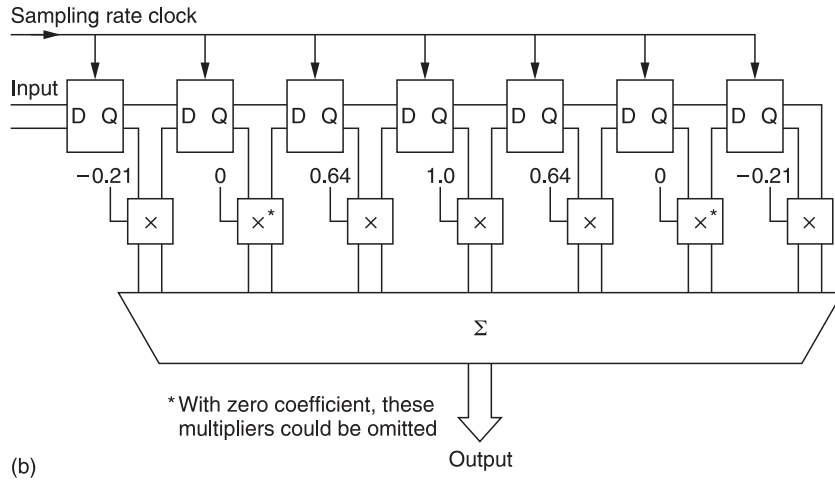 Sampling rate clock
Input
D Q D Q D Q D Q D Q D Q D Q
−0.21 0 0.64 1.0 0.64 0 −0.21
× ×* × × × ×* ×
Σ
*With zero coefficient, these
multipliers could be omitted
Output
(b)